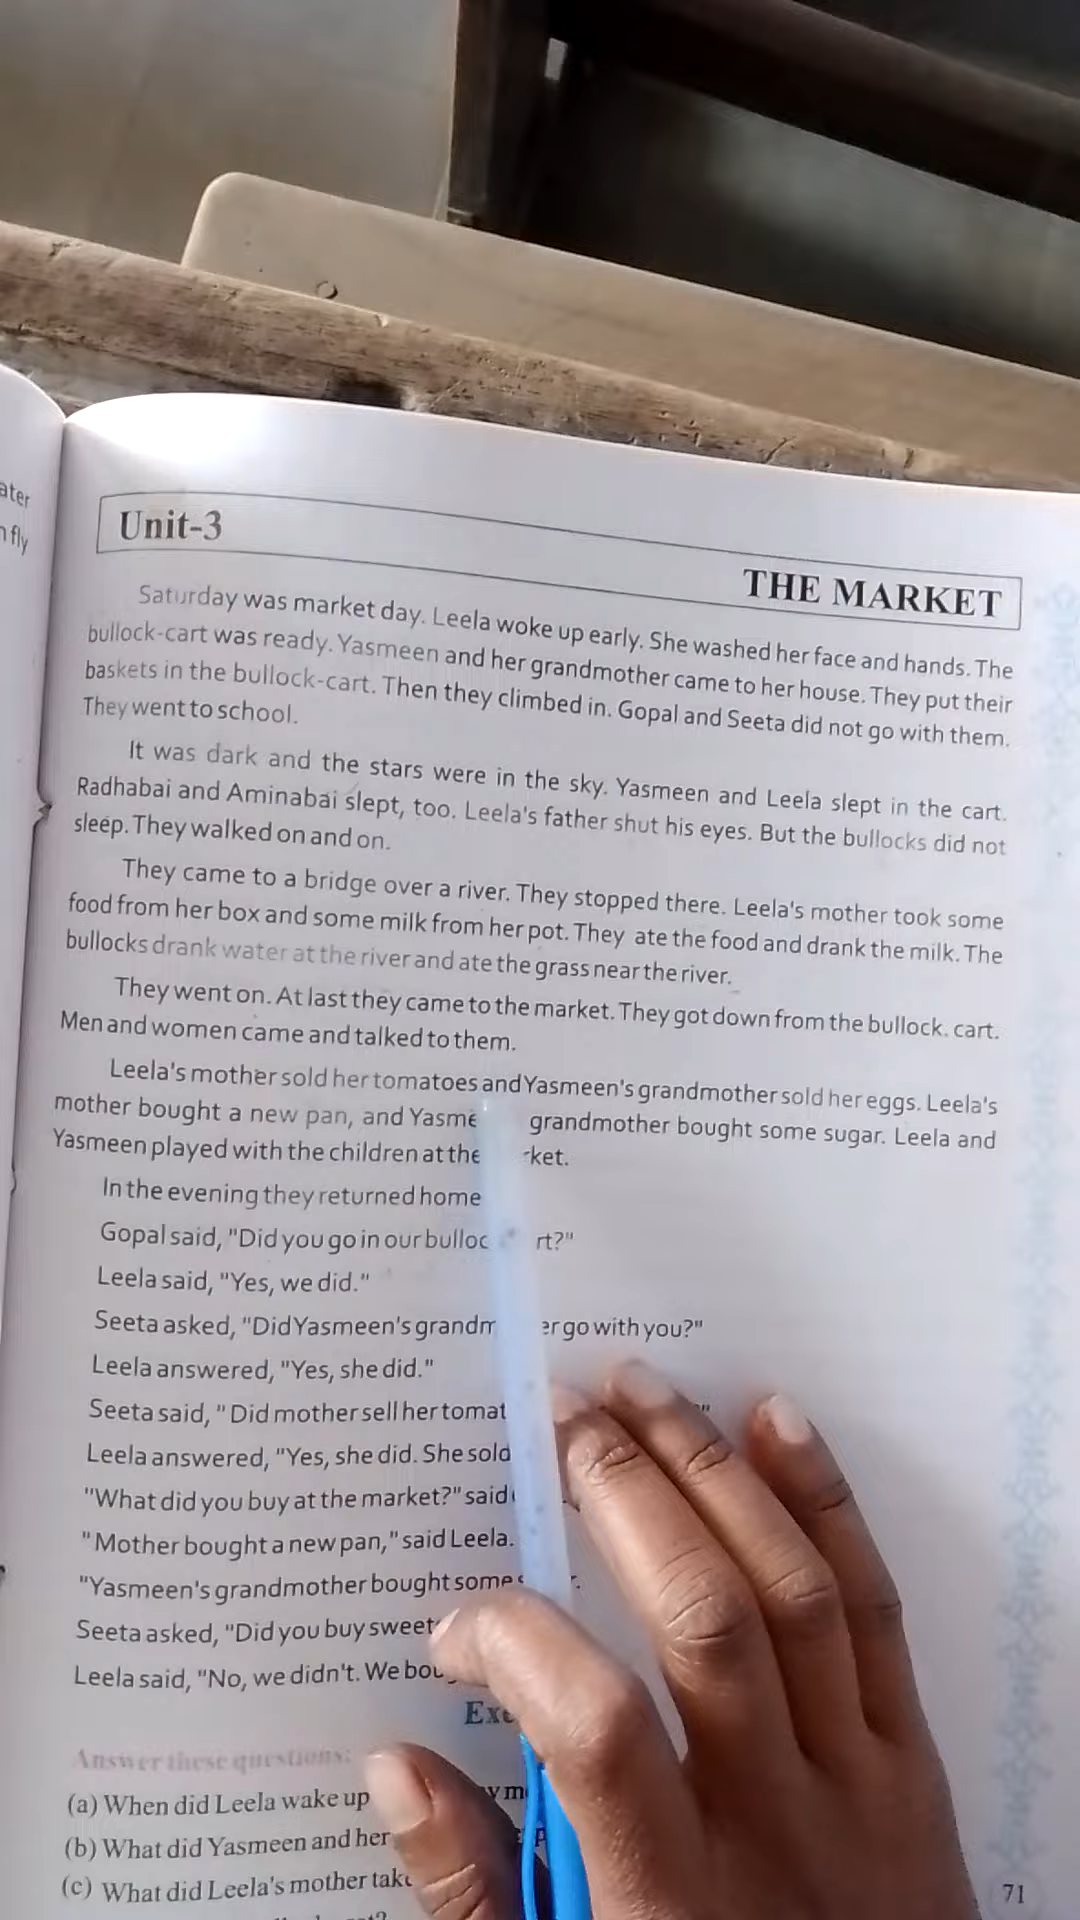 ater
fly
Unit-3
THE MARKET
Saturday was market day. Leela woke up early. She washed her face and hands. The
bullock-cart was ready. Yasmeen and her grandmother came to her house. They put their
baskets in the bullock-cart. Then they climbed in. Gopal and Seeta did not go with them.
They went to school.
It was dark and the stars were in the sky. Yasmeen and Leela slept in the cart.
Radhabai and Aminabai slept, too. Leela's father shut his eyes. But the bullocks did not
sleep. They walked on and on.
They came to a bridge over a river. They stopped there. Leela's mother took some
food from her box and some milk from her pot. They ate the food and drank the milk. The
bullocks drank water at the river and ate the grass near the river.
They went on. At last they came to the market. They got down from the bullock. cart.
Men and women came and talked to them.
Leela's mother sold her tomatoes and Yasmeen's grandmother sold her eggs. Leela's
mother bought a new pan, and Yasme grandmother bought some sugar. Leela and
Yasmeen played with the children at the rket.
In the evening they returned home
Gopal said, "Did you go in our bulloc rt?"
Leela said, "Yes, we did."
Seeta asked, "Did Yasmeen's grandm er go with you?"
Leela answered, "Yes, she did."
Seeta said, " Did mother sell her tomat "
Leela answered, "Yes, she did. She sold
"What did you buy at the market?" said
"Mother bought a new pan," said Leela.
"Yasmeen's grandmother bought some
Seeta asked, "Did you buy sweet
Leela said, "No, we didn't. We bou
Exe
Answer these questions:
(a) When did Leela wake up
(b) What did Yasmeen and her
(c) What did Leela's mother take
71